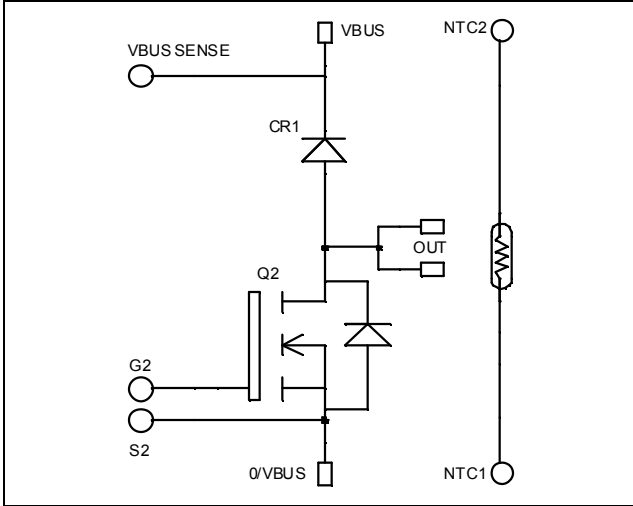 VBUS
NTC2
VBUS SENSE
CR1
OUT
Q2
G2
S2
0/VBUS
NTC1